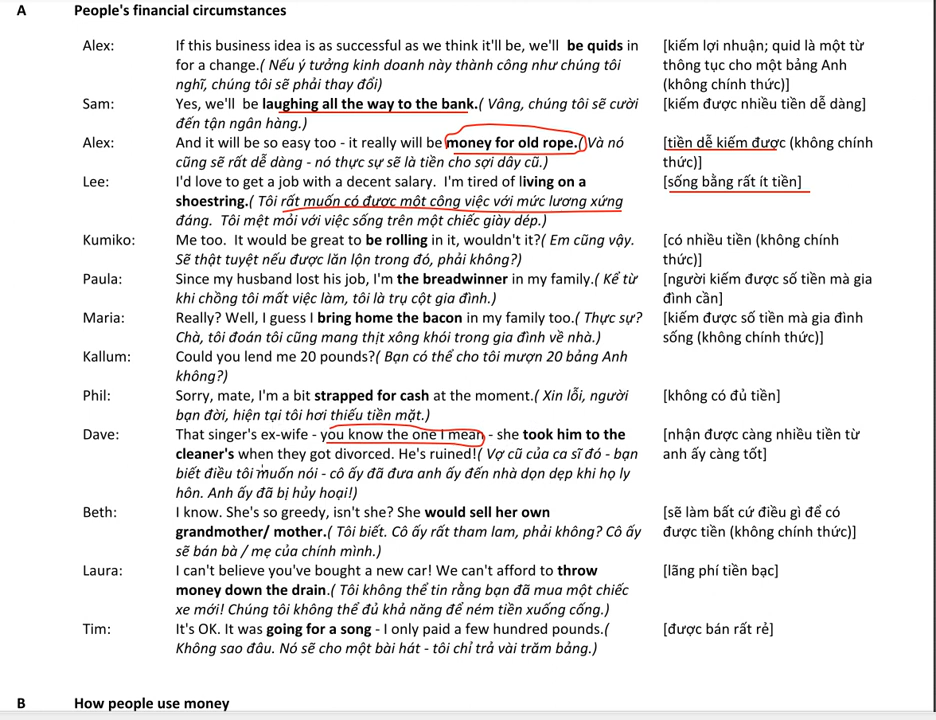 A People's financial circumstances
Alex: If this business idea is as successful as we think it'll be, we'll be quids in [kiếm lợi nhuận; quid là một từ
for a change.( Nếu ý tưởng kinh doanh này thành công như chúng tôi thông tục cho một bảng Anh
nghĩ, chúng tôi sẽ phải thay đổi) (không chính thức)]
Sam: Yes, we'll be laughing all the way to the bank.( Vâng, chúng tôi sẽ cười [kiếm được nhiều tiền dễ dàng]
đến tận ngân hàng.)
Alex: And it will be so easy too - it really will be money for old rope.( Và nó [tiền dễ kiếm được (không chính
cũng sẽ rất dễ dàng - nó thực sự sẽ là tiền cho sợi dây cũ.) thức)]
Lee: I'd love to get a job with a decent salary. I'm tired of living on a [sống bằng rất ít tiền]
shoestring.( Tôi rất muốn có được một công việc với mức lương xứng
đáng. Tôi mệt mỏi với việc sống trên một chiếc giày dép.)
Kumiko: Me too. It would be great to be rolling in it, wouldn't it?( Em cũng vậy. [có nhiều tiền (không chính
Sẽ thật tuyệt nếu được lăn lộn trong đó, phải không?) thức)]
Paula: Since my husband lost his job, I'm the breadwinner in my family.( Kể từ [người kiếm được số tiền mà gia
khi chồng tôi mất việc làm, tôi là trụ cột gia đình.) đình cần]
Maria: Really? Well, I guess I bring home the bacon in my family too.( Thực sự? [kiếm được số tiền mà gia đình
Chà, tôi đoán tôi cũng mang thịt xông khói trong gia đình về nhà.) sống (không chính thức)]
Kallum: Could you lend me 20 pounds?( Bạn có thể cho tôi mượn 20 bảng Anh
không?)
Phil: Sorry, mate, I'm a bit strapped for cash at the moment.( Xin lỗi, người [không có đủ tiền]
bạn đời, hiện tại tôi hơi thiếu tiền mặt.)
Dave: That singer's ex-wife - you know the one I mean - she took him to the [nhận được càng nhiều tiền từ
cleaner's when they got divorced. He's ruined!( Vợ cũ của ca sĩ đó - bạn anh ấy càng tốt]
biết điều tôi muốn nói - cô ấy đã đưa anh ấy đến nhà dọn dẹp khi họ ly
hôn. Anh ấy đã bị hủy hoại!)
Beth: I know. She's so greedy, isn't she? She would sell her own [sẽ làm bất cứ điều gì để có
grandmother/ mother.( Tôi biết. Cô ấy rất tham lam, phải không? Cô ấy được tiền (không chính thức)]
sẽ bán bà / mẹ của chính mình.)
Laura: I can't believe you've bought a new car! We can't afford to throw [lãng phí tiền bạc]
money down the drain.( Tôi không thể tin rằng bạn đã mua một chiếc
xe mới! Chúng tôi không thể đủ khả năng để ném tiền xuống cống.)
Tim: It's OK. It was going for a song - I only paid a few hundred pounds.( [được bán rất rẻ]
Không sao đâu. Nó sẽ cho một bài hát - tôi chỉ trả vài trăm bảng.)
B How people use money